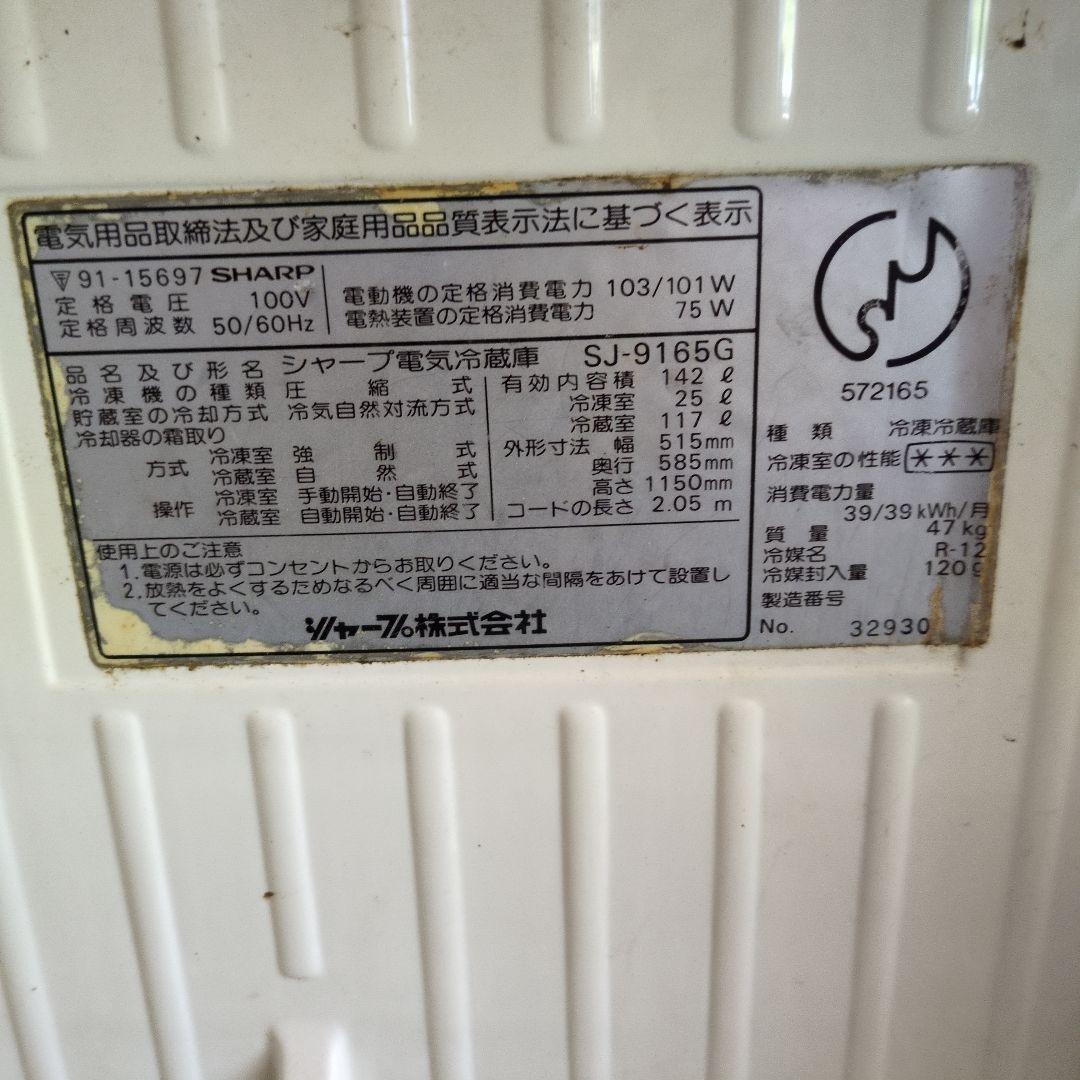 電気用品取締法及び家庭用品品質表示法に基づく表示
91-15697 SHARP
定格電圧 100V
定格周波数 50/60Hz
電動機の定格消費電力 103/101W
電熱装置の定格消費電力 75W
品名及び形名 シャープ電気冷蔵庫 SJ-9165G
冷凍機の種類 圧縮式
貯蔵室の冷却方式 冷気自然対流方式
冷却器の霜取り
方式 冷凍室 強制式
冷蔵室 自然式
操作 冷凍室 手動開始・自動終了
冷蔵室 自動開始・自動終了
有効内容積 142ℓ
冷凍室 25ℓ
冷蔵室 117ℓ
外形寸法 幅 515mm
奥行 585mm
高さ 1150mm
コードの長さ 2.05m
使用上のご注意
1.電源は必ずコンセントからお取りください。
2.放熱をよくするためなるべく周囲に適当な間隔をあけて設置し
てください。
シャープ株式会社
572165
種類 冷凍冷蔵庫
冷凍室の性能 ***
消費電力量
39/39kWh/月
質量 47kg
冷媒名 R-12
冷媒封入量 120g
製造番号
No. 32930